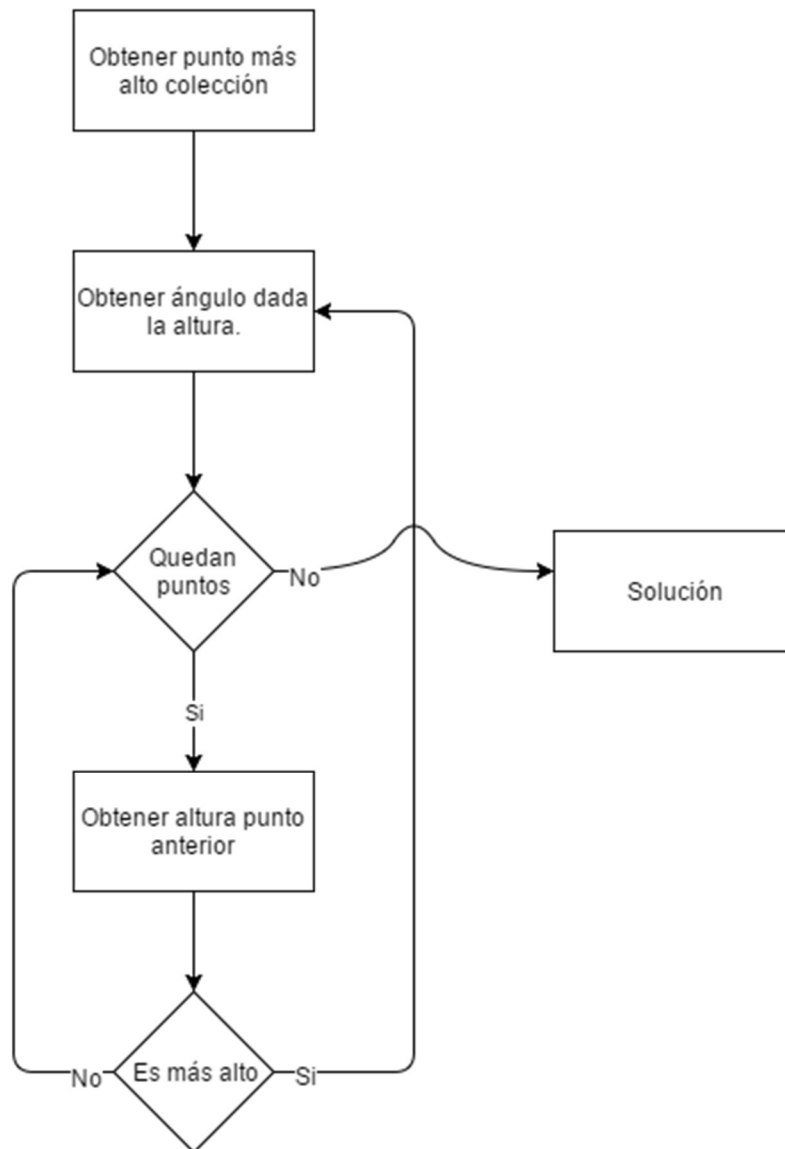 Obtener punto más
alto colección
Obtener ángulo dada
la altura.
Quedan
puntos
No
Solución
Si
Obtener altura punto
anterior
No
Es más alto
Si